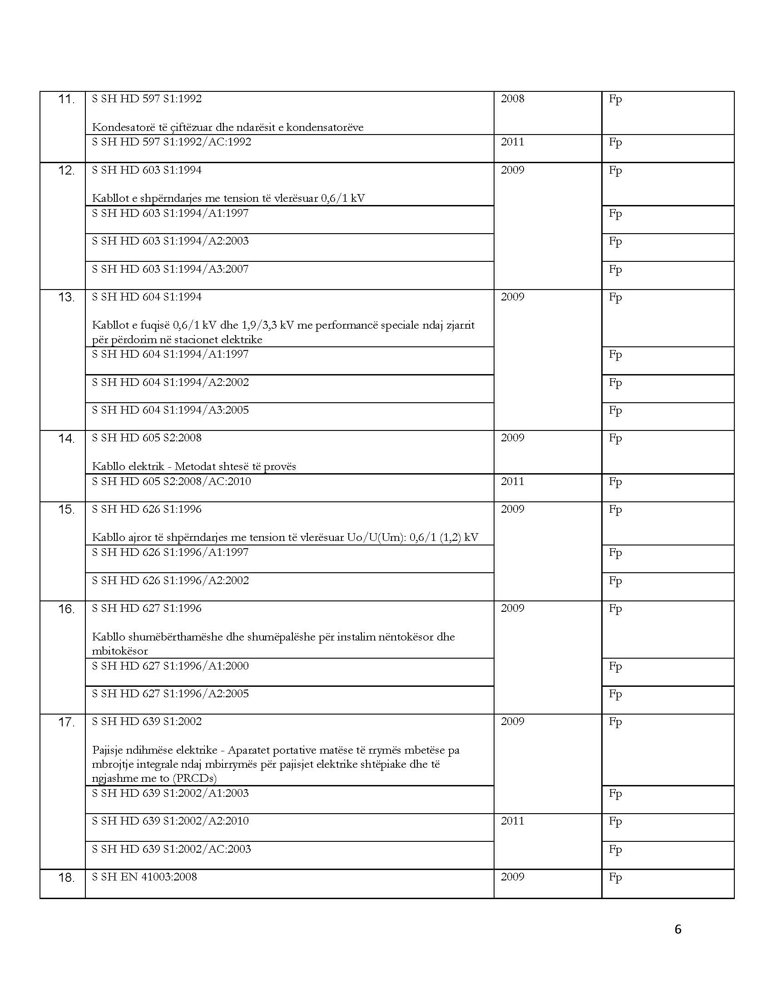 11. S SH HD 597 S1:1992 2008 Fp
Kondesatorë të çiftëzuar dhe ndarësit e kondensatorëve
S SH HD 597 S1:1992/AC:1992 2011 Fp
12. S SH HD 603 S1:1994 2009 Fp
Kabllot e shpërndarjes me tension të vlerësuar 0,6/1 kV
S SH HD 603 S1:1994/A1:1997 Fp
S SH HD 603 S1:1994/A2:2003 Fp
S SH HD 603 S1:1994/A3:2007 Fp
13. S SH HD 604 S1:1994 2009 Fp
Kabllot e fuqisë 0,6/1 kV dhe 1,9/3,3 kV me performancë speciale ndaj zjarrit
për përdorim në stacionet elektrike
S SH HD 604 S1:1994/A1:1997 Fp
S SH HD 604 S1:1994/A2:2002 Fp
S SH HD 604 S1:1994/A3:2005 Fp
14. S SH HD 605 S2:2008 2009 Fp
Kabllo elektrik - Metodat shtesë të provës
S SH HD 605 S2:2008/AC:2010 2011 Fp
15. S SH HD 626 S1:1996 2009 Fp
Kabllo ajror të shpërndarjes me tension të vlerësuar Uo/U(Um): 0,6/1 (1,2) kV
S SH HD 626 S1:1996/A1:1997 Fp
S SH HD 626 S1:1996/A2:2002 Fp
16. S SH HD 627 S1:1996 2009 Fp
Kabllo shumëbërthamëshe dhe shumëpalëshe për instalim nëntokësor dhe
mbitokësor
S SH HD 627 S1:1996/A1:2000 Fp
S SH HD 627 S1:1996/A2:2005 Fp
17. S SH HD 639 S1:2002 2009 Fp
Pajisje ndihmëse elektrike - Aparatet portative matëse të rrymës mbetëse pa
mbrojtje integrale ndaj mbirrymës për pajisjet elektrike shtëpiake dhe të
ngjashme me to (PRCDs)
S SH HD 639 S1:2002/A1:2003 Fp
S SH HD 639 S1:2002/A2:2010 2011 Fp
S SH HD 639 S1:2002/AC:2003 Fp
18. S SH EN 41003:2008 2009 Fp
6